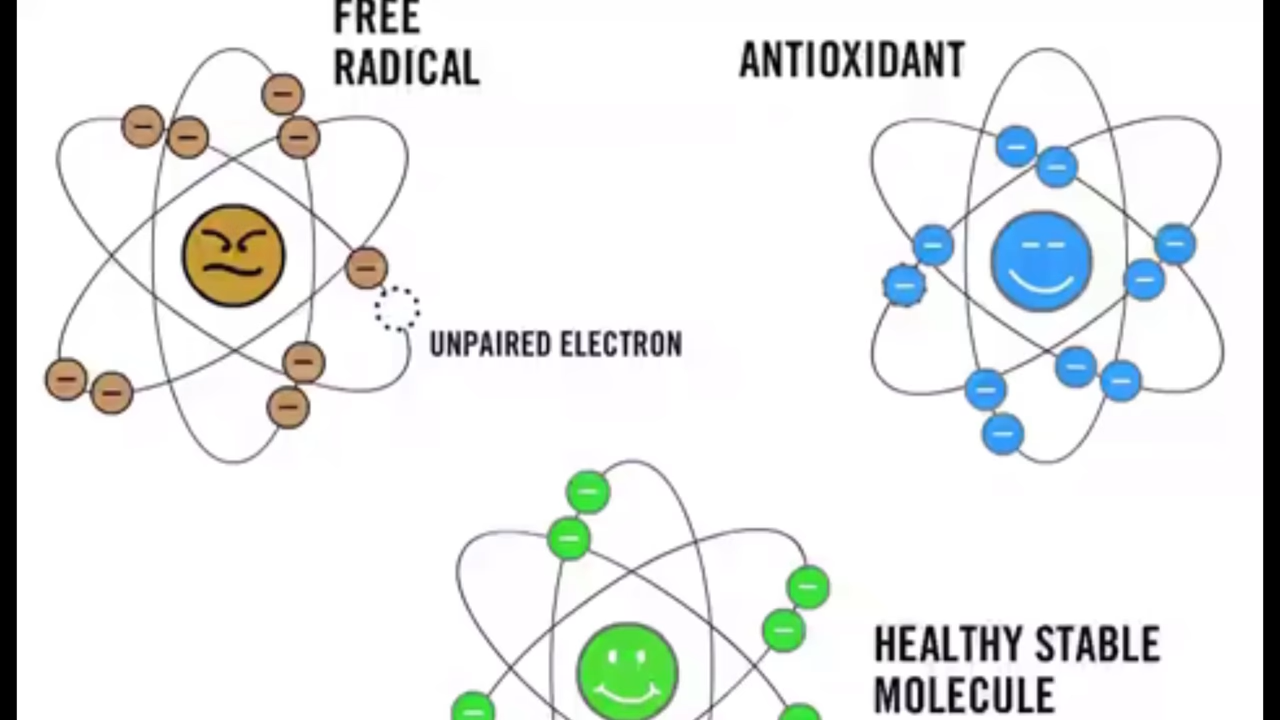 FREE
RADICAL
ANTIOXIDANT
UNPAIRED ELECTRON
HEALTHY STABLE
MOLECULE